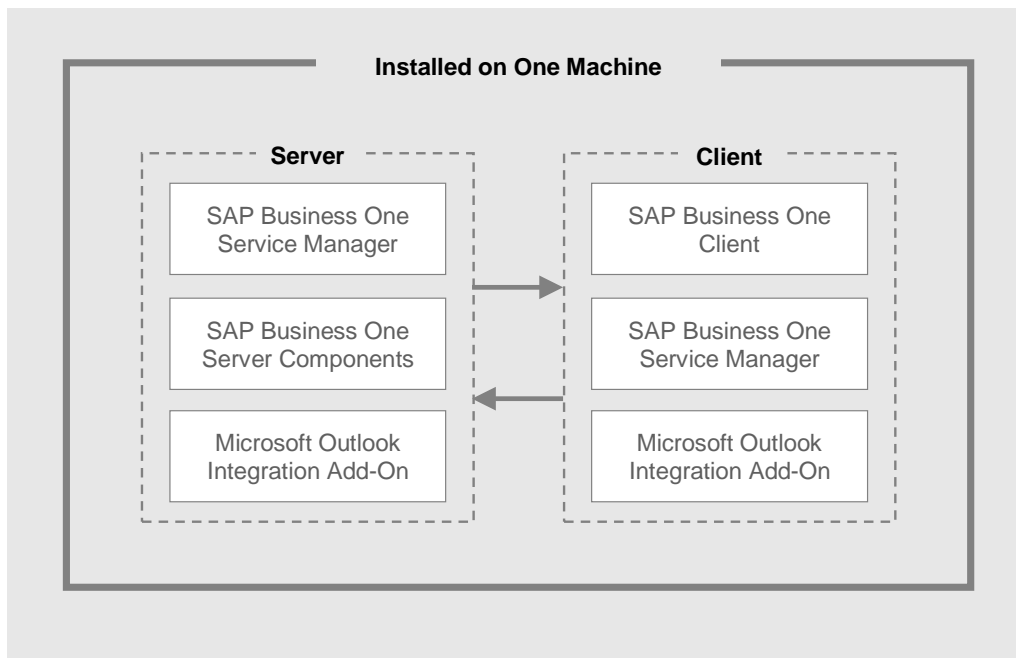 Installed on One Machine
Server
SAP Business One
Service Manager
SAP Business One
Server Components
Microsoft Outlook
Integration Add-On
Client
SAP Business One
Client
SAP Business One
Service Manager
Microsoft Outlook
Integration Add-On